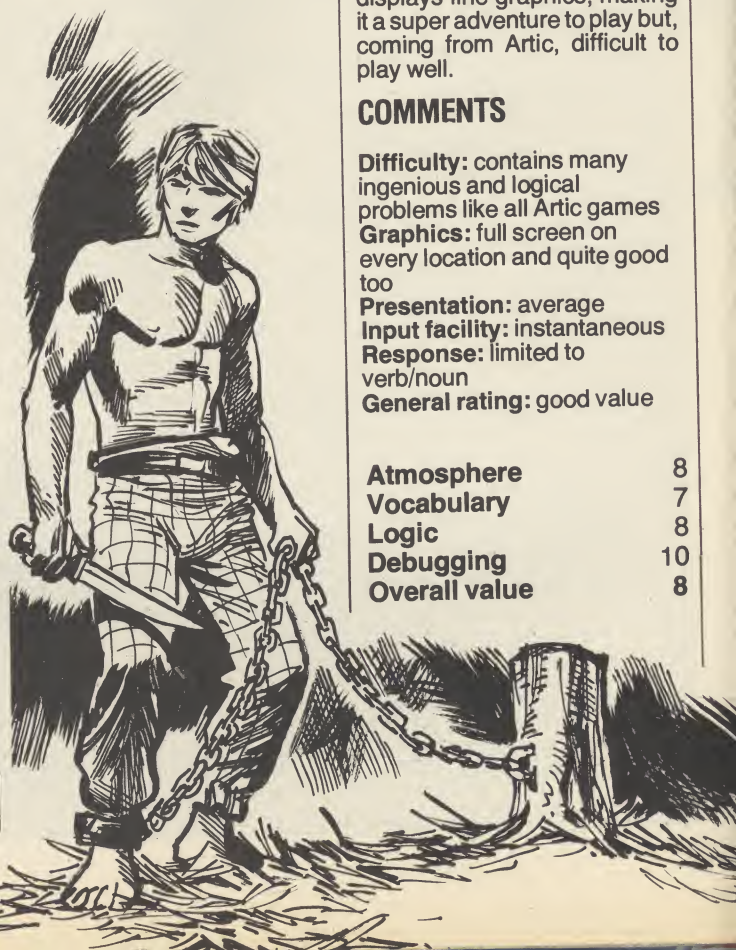 displays line graphics, making
it a super adventure to play but,
coming from Artic, difficult to
play well.
COMMENTS
Difficulty: contains many
ingenious and logical
problems like all Artic games
Graphics: full screen on
every location and quite good
too
Presentation: average
Input facility: instantaneous
Response: limited to
verb/noun
General rating: good value
Atmosphere 8
Vocabulary 7
Logic 8
Debugging 10
Overall value 8